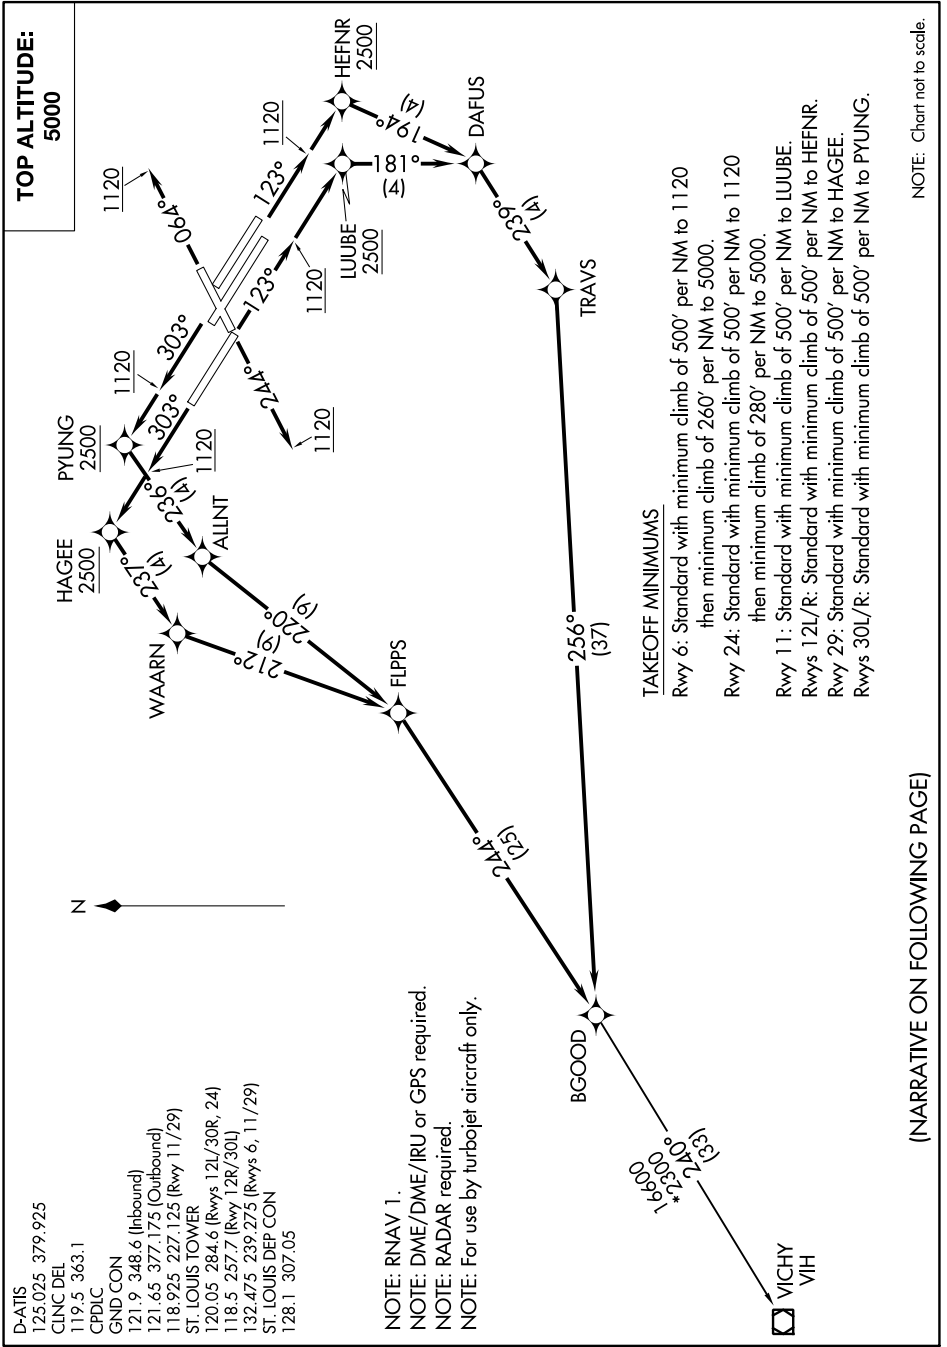 D-ATIS
125.025 379.925
CLNC DEL
119.5 363.1
CPDLC
GND CON
121.9 348.6 (Inbound)
121.65 377.175 (Outbound)
118.925 227.125 (Rwy 11/29)
ST. LOUIS TOWER
120.05 284.6 (Rwys 12L/30R, 24)
118.5 257.7 (Rwy 12R/30L)
132.475 239.275 (Rwys 6, 11/29)
ST. LOUIS DEP CON
128.1 307.05
TOP ALTITUDE:
5000
N
NOTE: RNAV 1.
NOTE: DME/DME/IRU or GPS required.
NOTE: RADAR required.
NOTE: For use by turbojet aircraft only.
HAGEE
2500
PYUNG
2500
1120
303°
1120
303°
1120
064°
1120
244°
1120
123°
1120
123°
HEFNR
2500
LUUBE
2500
194°
(4)
181°
(4)
DAFUS
239°
(4)
TRAVS
237°
(4)
236°
(4)
WAARN
ALLNT
212°
(9)
220°
(9)
FLPPS
244°
(25)
256°
(37)
BGOOD
16600
*2300
240°
(33)
VICHY
VIH
TAKEOFF MINIMUMS
Rwy 6: Standard with minimum climb of 500' per NM to 1120
then minimum climb of 260' per NM to 5000.
Rwy 24: Standard with minimum climb of 500' per NM to 1120
then minimum climb of 280' per NM to 5000.
Rwy 11: Standard with minimum climb of 500' per NM to LUUBE.
Rwys 12L/R: Standard with minimum climb of 500' per NM to HEFNR.
Rwy 29: Standard with minimum climb of 500' per NM to HAGEE.
Rwys 30L/R: Standard with minimum climb of 500' per NM to PYUNG.
(NARRATIVE ON FOLLOWING PAGE)
NOTE: Chart not to scale.